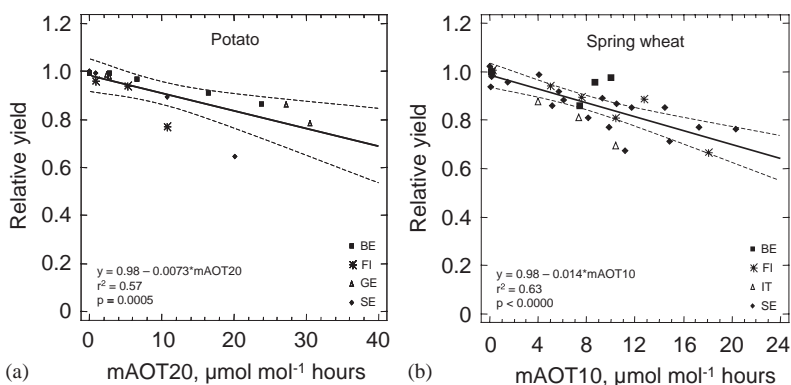 Potato
Relative yield
1.2
1.0
0.8
0.6
0.4
0.2
0
y = 0.98 – 0.0073*mAOT20
r² = 0.57
p = 0.0005
BE
FI
GE
SE
0 10 20 30 40
(a) mAOT20, µmol mol⁻¹ hours
Spring wheat
Relative yield
1.2
1.0
0.8
0.6
0.4
0.2
0
y = 0.98 – 0.014*mAOT10
r² = 0.63
p < 0.0000
BE
FI
IT
SE
0 4 8 12 16 20 24
(b) mAOT10, µmol mol⁻¹ hours